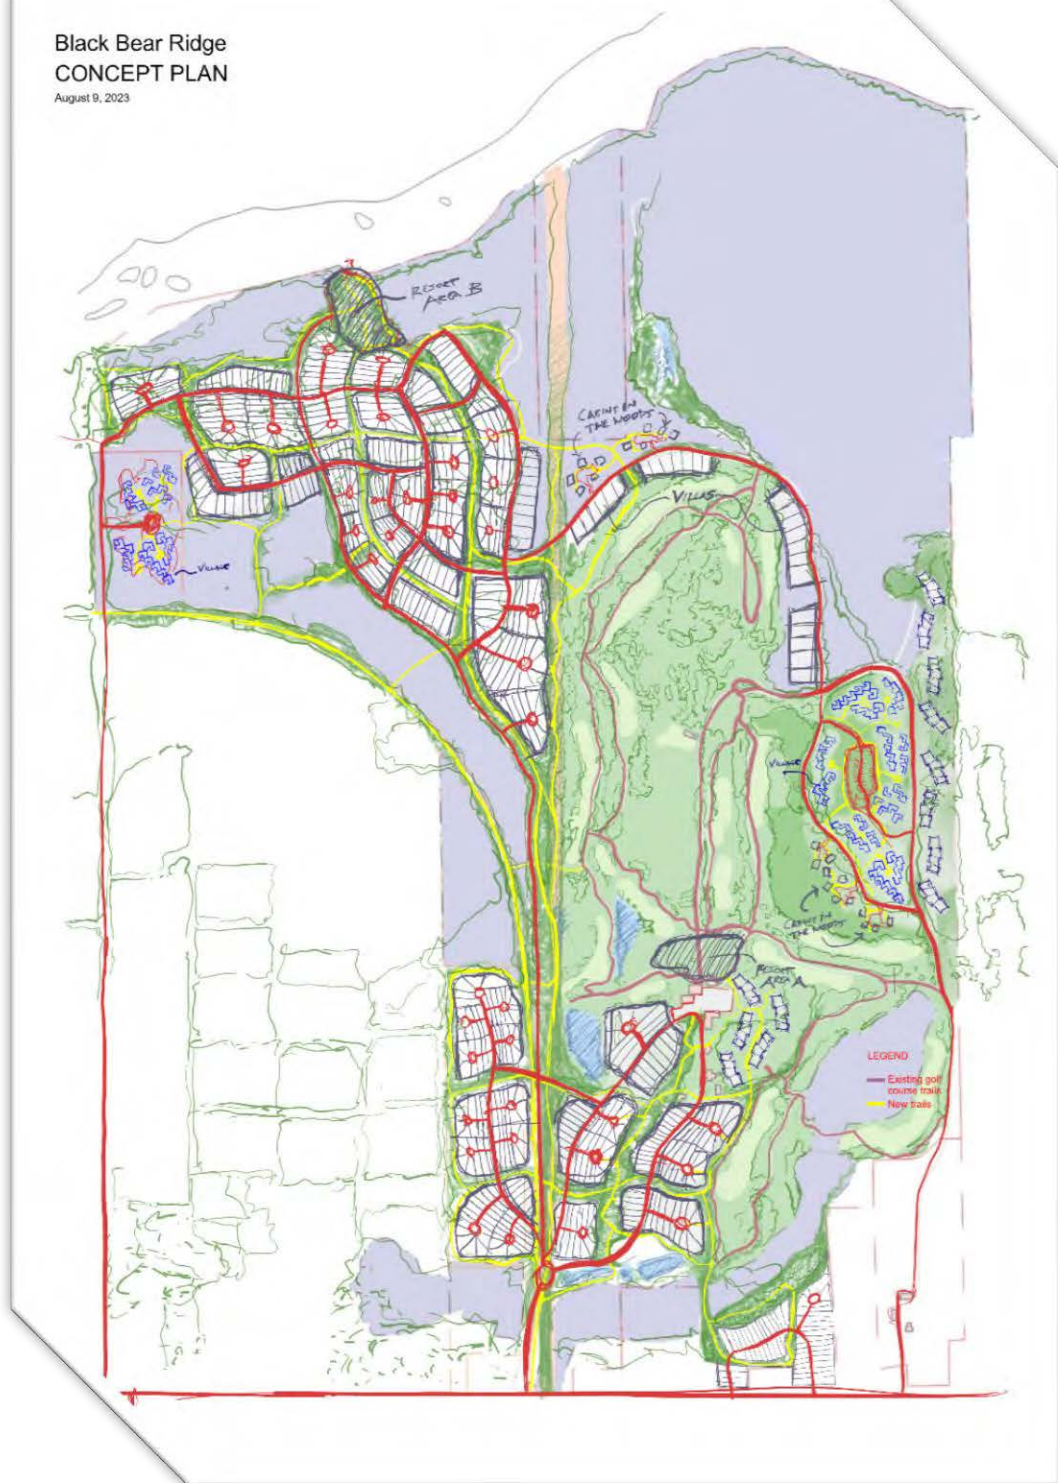 Black Bear Ridge
CONCEPT PLAN
August 9, 2023
RESORT
AREA B
CABINS IN
THE WOODS
VILLAS
VILLAGE
VILLAGE
CABINS IN
THE WOODS
RESORT
AREA A
LEGEND
Existing golf
course trails
New trails